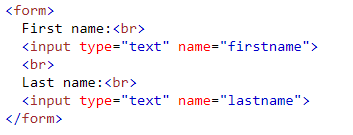 <form>
First name:<br>
<input type="text" name="firstname">
<br>
Last name:<br>
<input type="text" name="lastname">
</form>